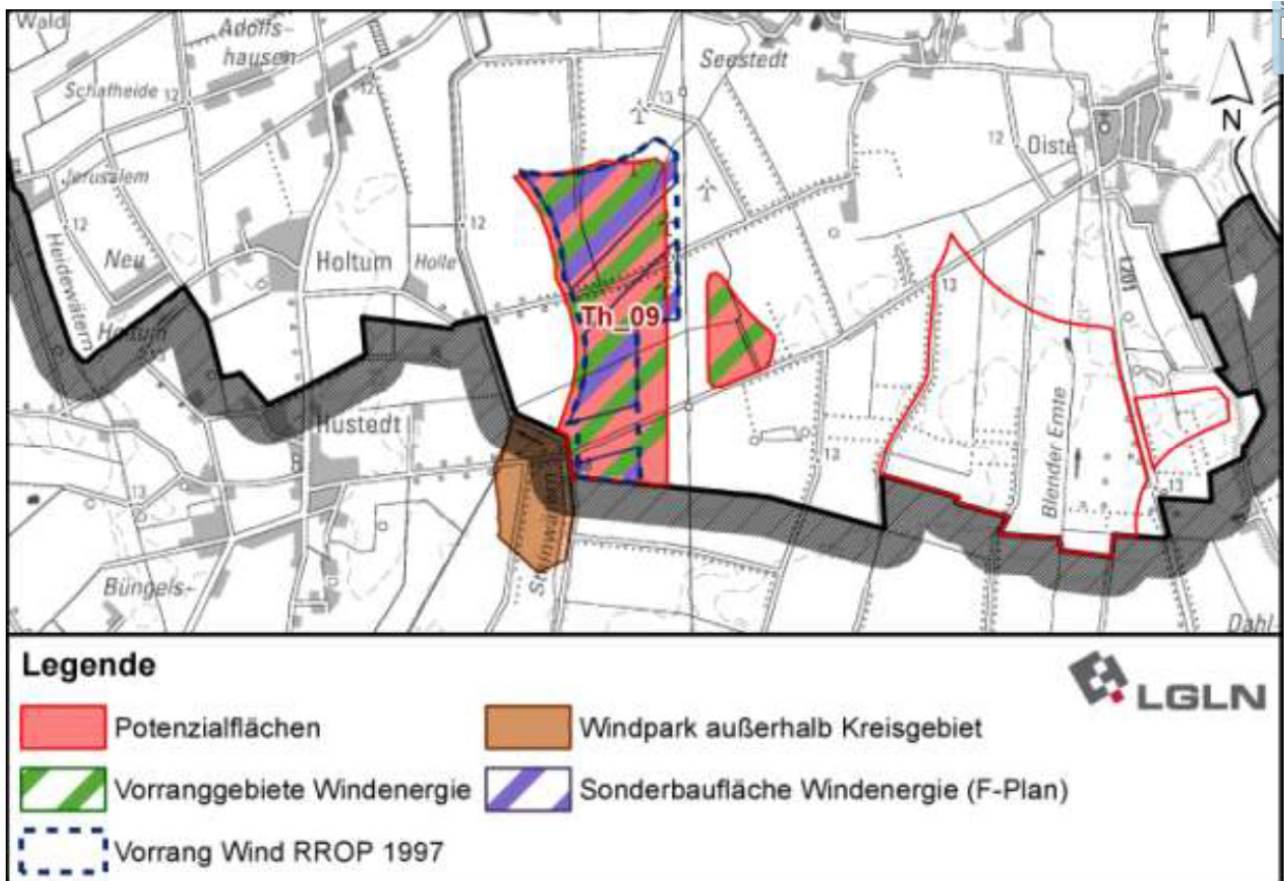 Wald
Adolfs-
hausen
Seestedt
Schafheide 12
12
13
N
12
Oiste
Jerusalem
12
12
Heidewätern
Neu
Holtum
Holle
13
L201
Th_09
Hustedt
Blender Emte
13
13
13
Büngels-
Dahl
Legende
LGLN
Potenzialflächen
Windpark außerhalb Kreisgebiet
Vorranggebiete Windenergie
Sonderbaufläche Windenergie (F-Plan)
Vorrang Wind RROP 1997